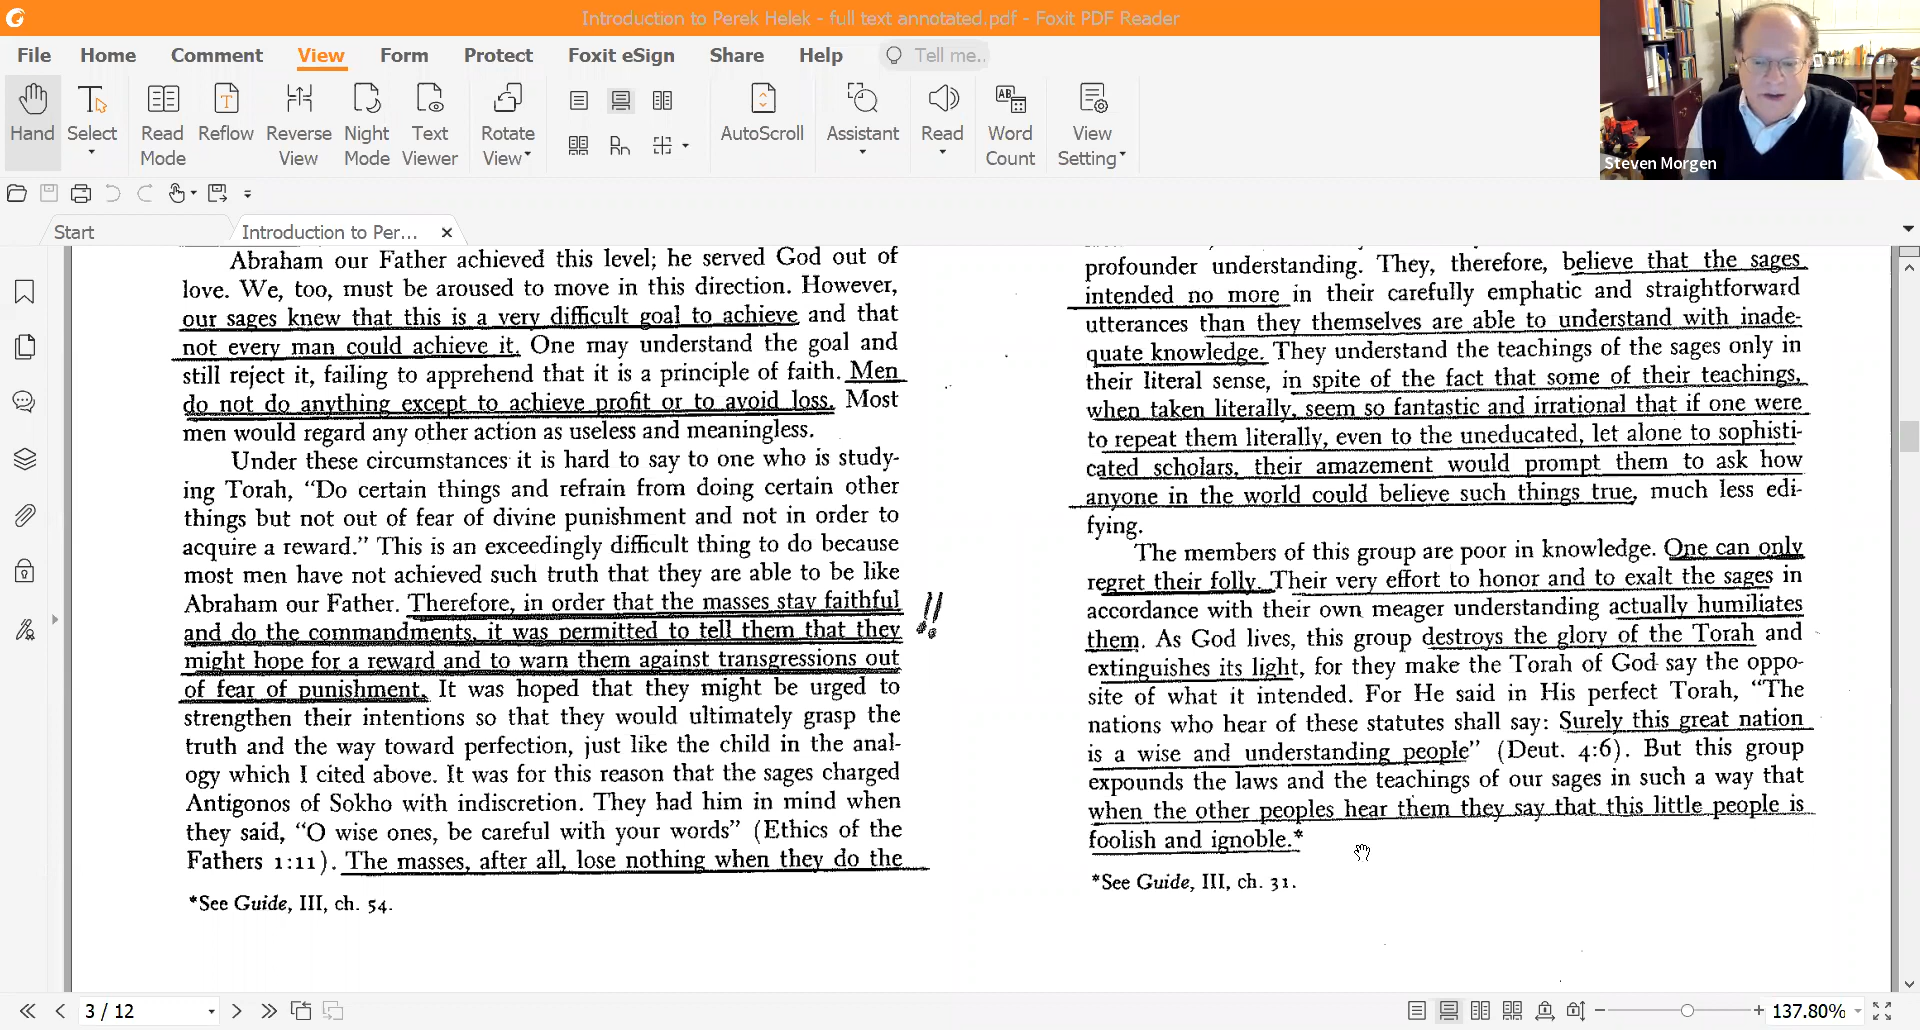 Introduction to Perek Helek - full text annotated.pdf - Foxit PDF Reader
File Home Comment View Form Protect Foxit eSign Share Help Tell me..
Hand Select Read Mode Reflow Reverse View Night Mode Text Viewer Rotate View AutoScroll Assistant Read Word Count View Setting
Steven Morgen
Start Introduction to Per...
Abraham our Father achieved this level; he served God out of
love. We, too, must be aroused to move in this direction. However,
our sages knew that this is a very difficult goal to achieve and that
not every man could achieve it. One may understand the goal and
still reject it, failing to apprehend that it is a principle of faith. Men
do not do anything except to achieve profit or to avoid loss. Most
men would regard any other action as useless and meaningless.
Under these circumstances it is hard to say to one who is study-
ing Torah, “Do certain things and refrain from doing certain other
things but not out of fear of divine punishment and not in order to
acquire a reward.” This is an exceedingly difficult thing to do because
most men have not achieved such truth that they are able to be like
Abraham our Father. Therefore, in order that the masses stay faithful
and do the commandments, it was permitted to tell them that they
might hope for a reward and to warn them against transgressions out
of fear of punishment. It was hoped that they might be urged to
strengthen their intentions so that they would ultimately grasp the
truth and the way toward perfection, just like the child in the anal-
ogy which I cited above. It was for this reason that the sages charged
Antigonos of Sokho with indiscretion. They had him in mind when
they said, “O wise ones, be careful with your words” (Ethics of the
Fathers 1:11). The masses, after all, lose nothing when they do the
*See Guide, III, ch. 54.
!!
profounder understanding. They, therefore, believe that the sages
intended no more in their carefully emphatic and straightforward
utterances than they themselves are able to understand with inade-
quate knowledge. They understand the teachings of the sages only in
their literal sense, in spite of the fact that some of their teachings,
when taken literally, seem so fantastic and irrational that if one were
to repeat them literally, even to the uneducated, let alone to sophisti-
cated scholars, their amazement would prompt them to ask how
anyone in the world could believe such things true, much less edi-
fying.
The members of this group are poor in knowledge. One can only
regret their folly. Their very effort to honor and to exalt the sages in
accordance with their own meager understanding actually humiliates
them. As God lives, this group destroys the glory of the Torah and
extinguishes its light, for they make the Torah of God say the oppo-
site of what it intended. For He said in His perfect Torah, “The
nations who hear of these statutes shall say: Surely this great nation
is a wise and understanding people” (Deut. 4:6). But this group
expounds the laws and the teachings of our sages in such a way that
when the other peoples hear them they say that this little people is
foolish and ignoble.*
*See Guide, III, ch. 31.
3 / 12
137.80%